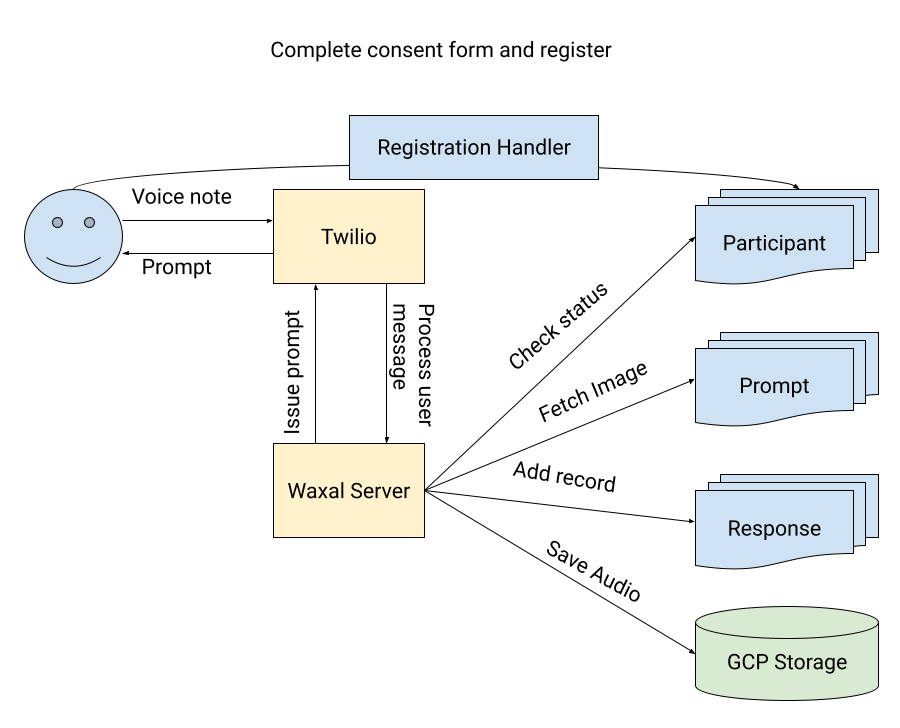 Complete consent form and register
Registration Handler
Voice note
Twilio
Prompt
Participant
Issue prompt
Process user
message
Check status
Fetch Image
Prompt
Waxal Server
Add record
Response
Save Audio
GCP Storage